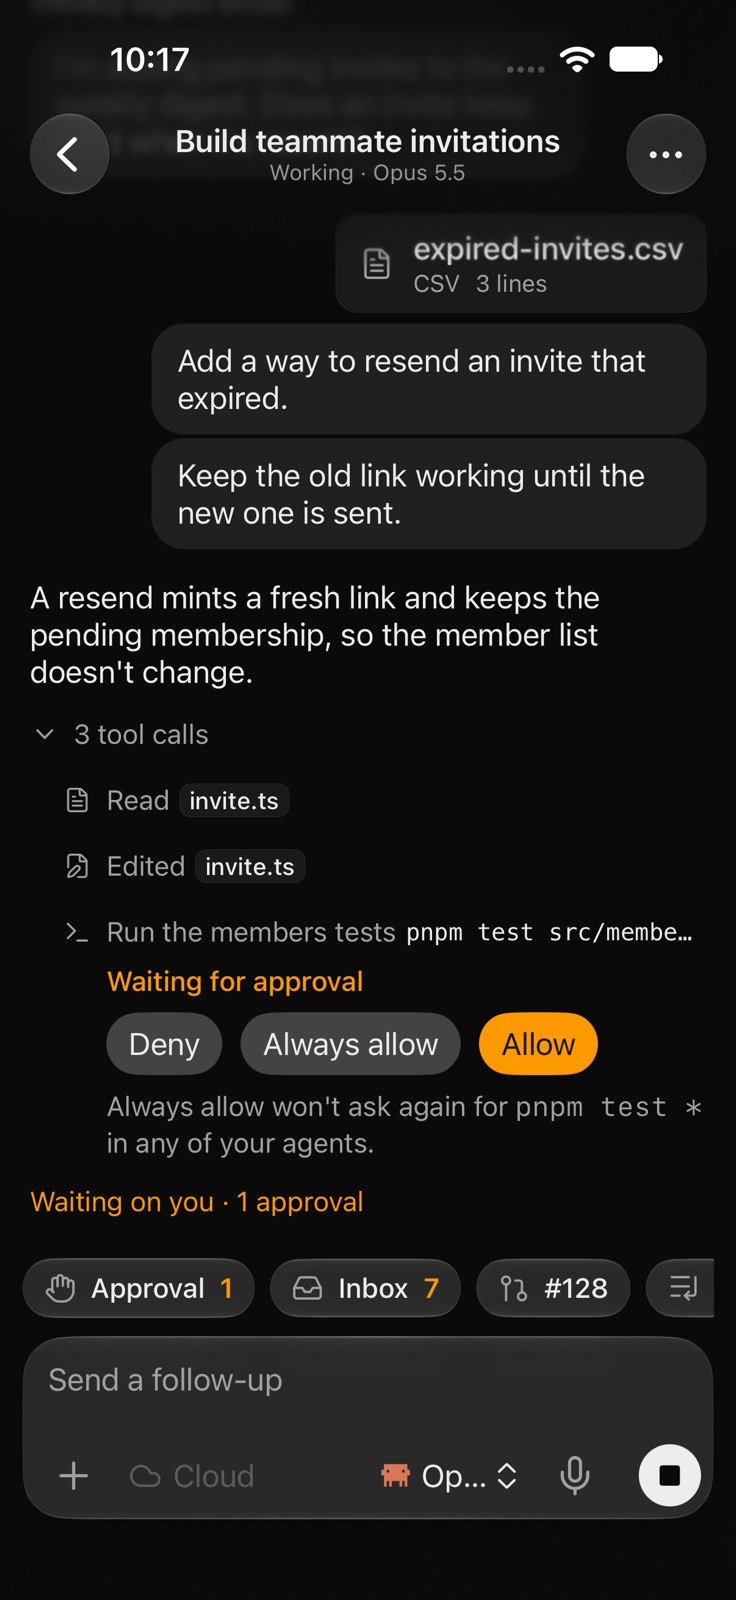 10:17
Build teammate invitations
Working · Opus 5.5
expired-invites.csv
CSV 3 lines
Add a way to resend an invite that
expired.
Keep the old link working until the
new one is sent.
A resend mints a fresh link and keeps the
pending membership, so the member list
doesn't change.
3 tool calls
Read invite.ts
Edited invite.ts
Run the members tests pnpm test src/membe…
Waiting for approval
Deny
Always allow
Allow
Always allow won't ask again for pnpm test *
in any of your agents.
Waiting on you · 1 approval
Approval 1
Inbox 7
#128
Send a follow-up
Cloud
Op...